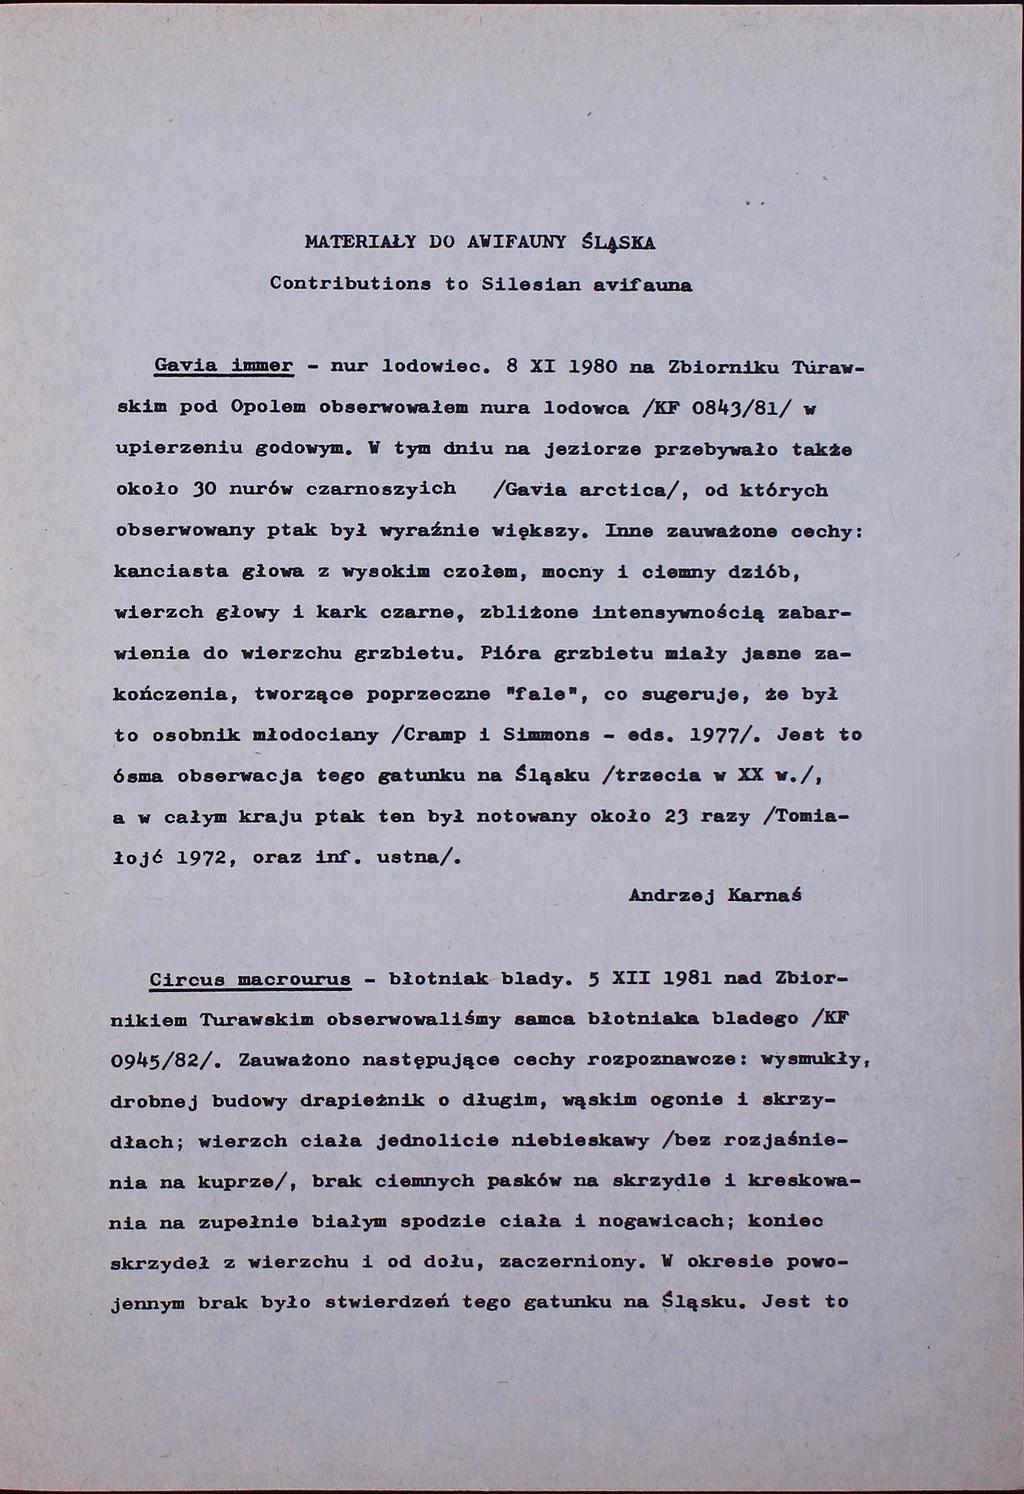 MATERIAŁY DO AWIFAUNY ŚLĄSKA
Contributions to Silesian avifauna
Gavia immer - nur lodowiec. 8 XI 1980 na Zbiorniku Turaw-
skim pod Opolem obserwowałem nura lodowca /KF 0843/81/ w
upierzeniu godowym. W tym dniu na jeziorze przebywało także
około 30 nurów czarnoszyich /Gavia arctica/, od których
obserwowany ptak był wyraźnie większy. Inne zauważone cechy:
kanciasta głowa z wysokim czołem, mocny i ciemny dziób,
wierzch głowy i kark czarne, zbliżone intensywnością zabar-
wienia do wierzchu grzbietu. Pióra grzbietu miały jasne za-
kończenia, tworzące poprzeczne "fale", co sugeruje, że był
to osobnik młodociany /Cramp i Simmons - eds. 1977/. Jest to
ósma obserwacja tego gatunku na Śląsku /trzecia w XX w./,
a w całym kraju ptak ten był notowany około 23 razy /Tomia-
łojć 1972, oraz inf. ustna/.
Andrzej Karnaś
Circus macrourus - błotniak blady. 5 XII 1981 nad Zbior-
nikiem Turawskim obserwowaliśmy samca błotniaka bladego /KF
0945/82/. Zauważono następujące cechy rozpoznawcze: wysmukły,
drobnej budowy drapieżnik o długim, wąskim ogonie i skrzy-
dłach; wierzch ciała jednolicie niebieskawy /bez rozjaśnie-
nia na kuprze/, brak ciemnych pasków na skrzydle i kreskowa-
nia na zupełnie białym spodzie ciała i nogawicach; koniec
skrzydeł z wierzchu i od dołu, zaczerniony. W okresie powo-
jennym brak było stwierdzeń tego gatunku na Śląsku. Jest to